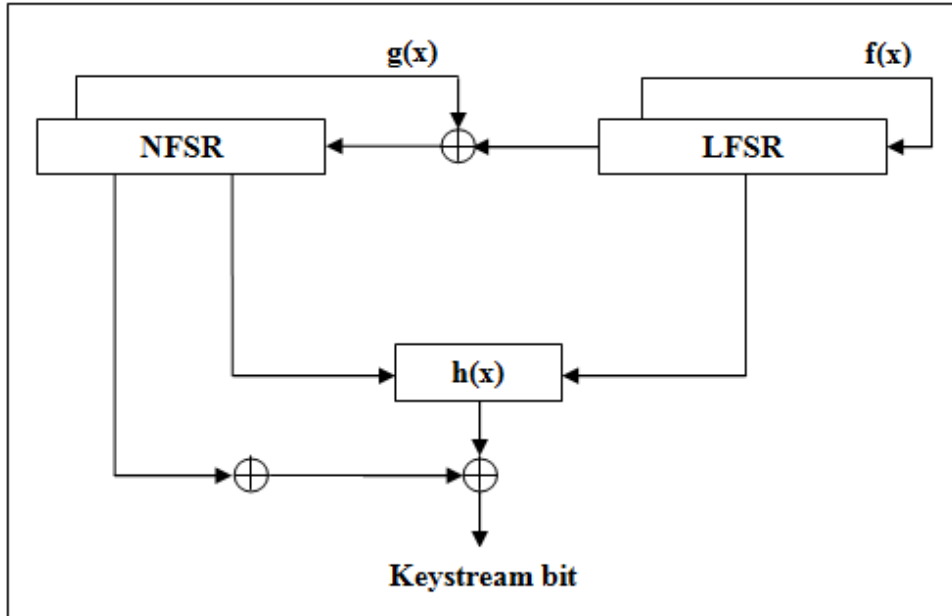 g(x)
f(x)
NFSR
LFSR
h(x)
Keystream bit